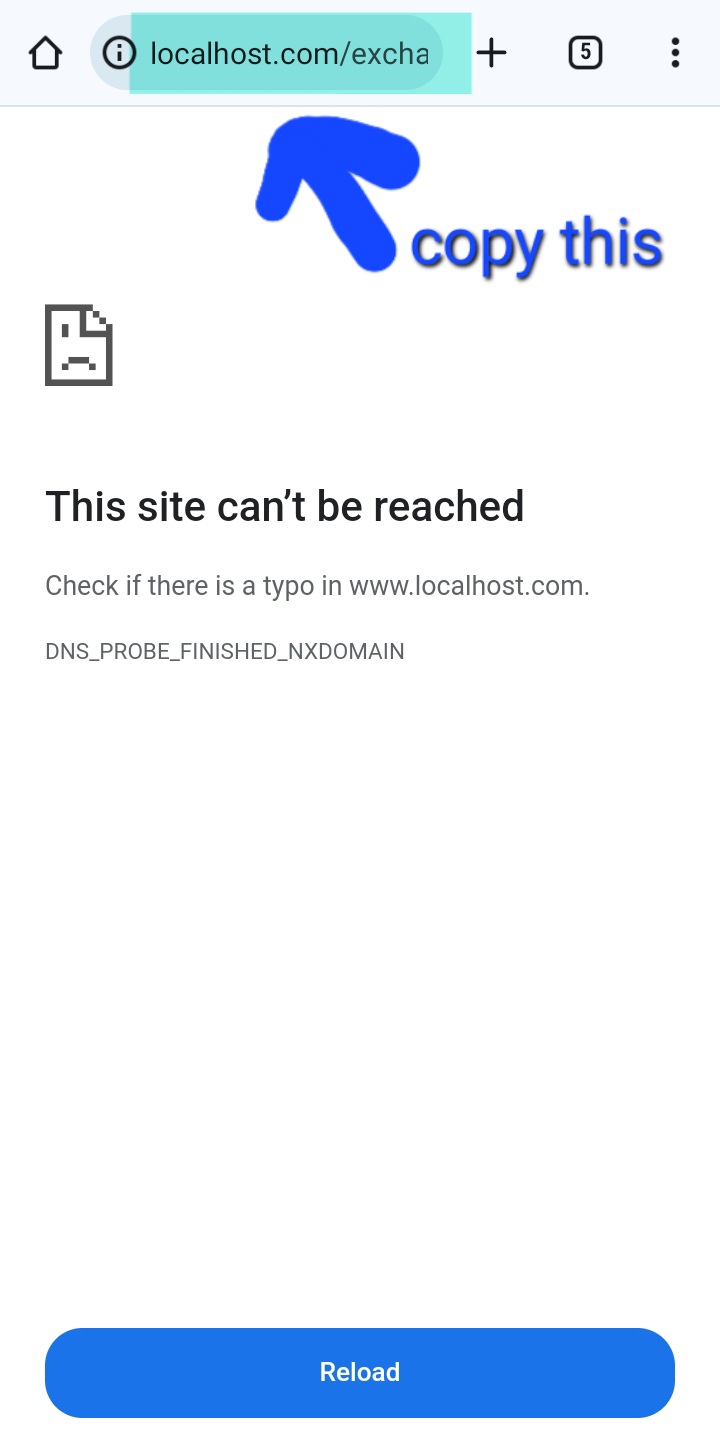 localhost.com/excha
5
copy this
This site can’t be reached
Check if there is a typo in www.localhost.com.
DNS_PROBE_FINISHED_NXDOMAIN
Reload